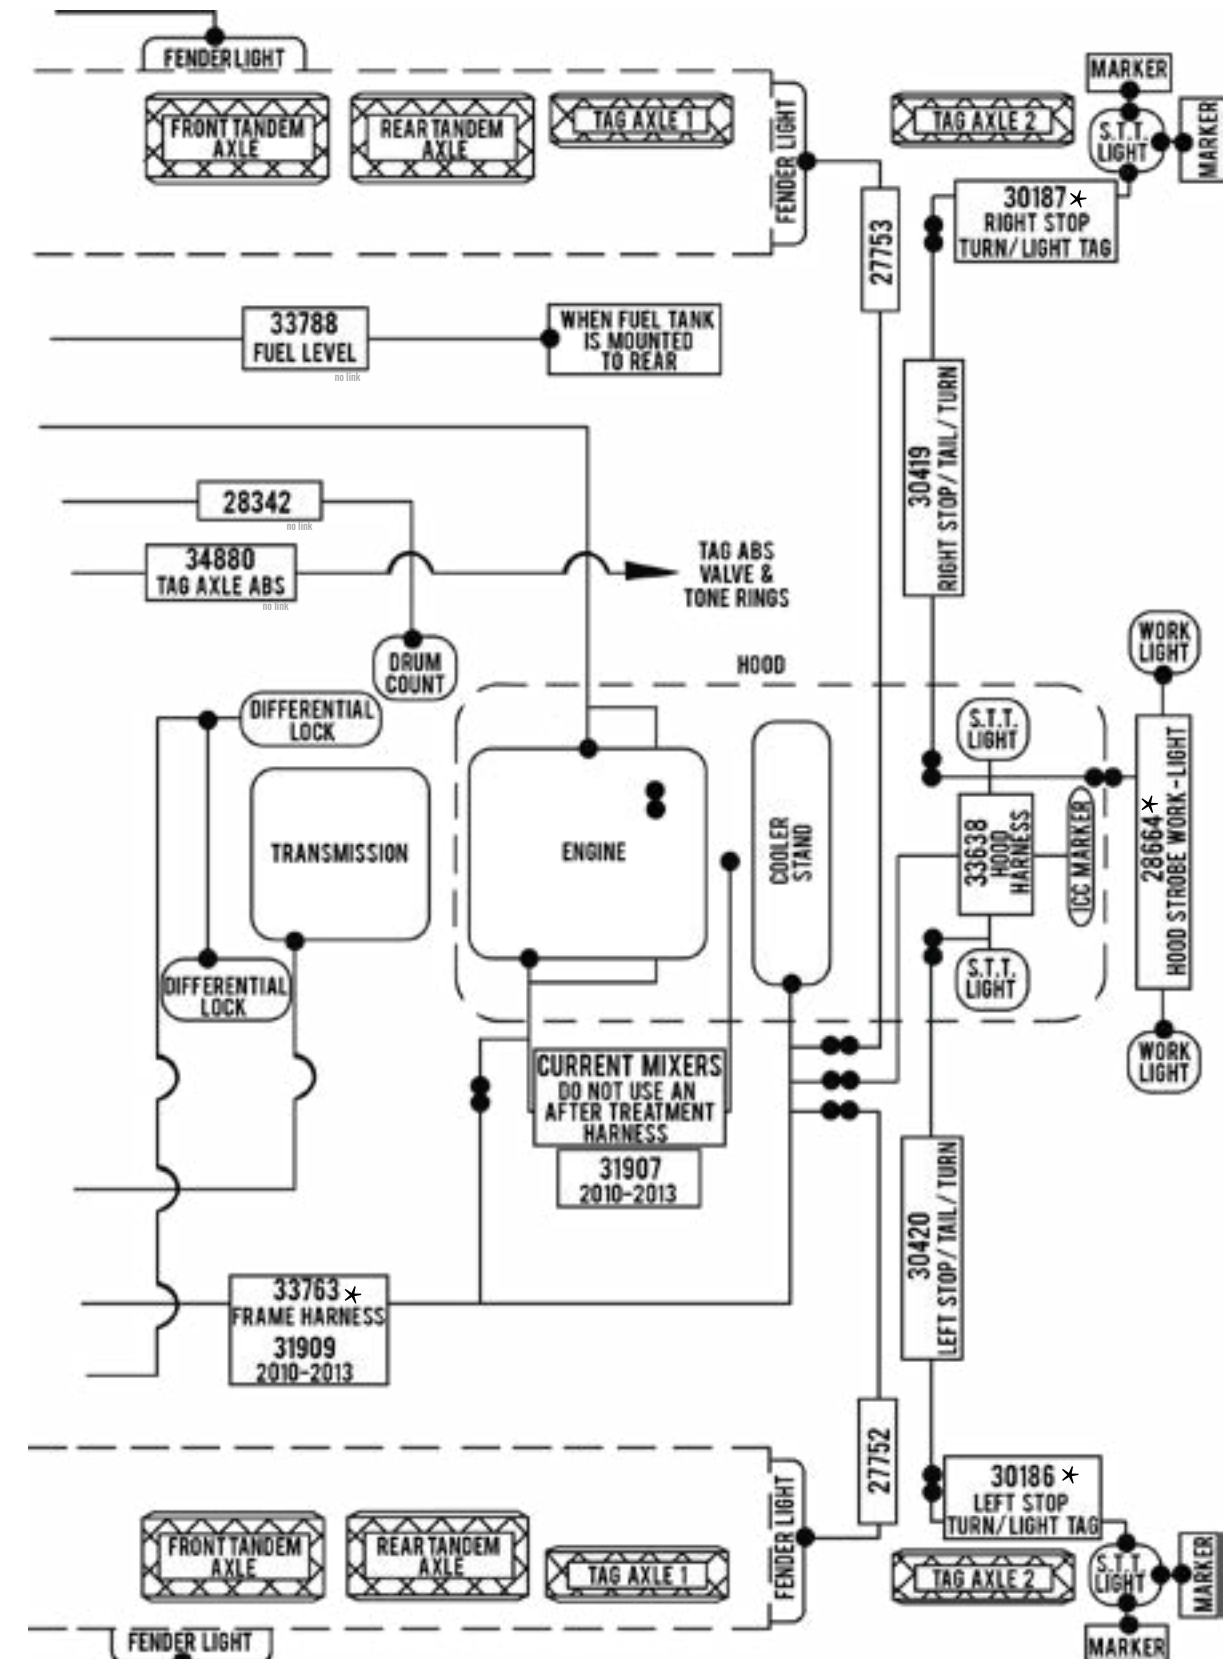 FENDER LIGHT
FRONT TANDEM
AXLE
REAR TANDEM
AXLE
TAG AXLE 1
FENDER LIGHT
TAG AXLE 2
MARKER
S.T.T.
LIGHT
MARKER
30187*
RIGHT STOP
TURN/LIGHT TAG
27753
33788
FUEL LEVEL
no link
WHEN FUEL TANK
IS MOUNTED
TO REAR
30419
RIGHT STOP/ TAIL/ TURN
28342
no link
34880
TAG AXLE ABS
no link
TAG ABS
VALVE &
TONE RINGS
DRUM
COUNT
HOOD
WORK
LIGHT
DIFFERENTIAL
LOCK
S.T.T.
LIGHT
TRANSMISSION
ENGINE
COOLER
STAND
33638
HOOD
HARNESS
ICC MARKER
28664*
HOOD STROBE WORK-LIGHT
DIFFERENTIAL
LOCK
S.T.T.
LIGHT
WORK
LIGHT
CURRENT MIXERS
DO NOT USE AN
AFTER TREATMENT
HARNESS
31907
2010-2013
30420
LEFT STOP/ TAIL/ TURN
33763*
FRAME HARNESS
31909
2010-2013
27752
30186*
LEFT STOP
TURN/LIGHT TAG
FRONT TANDEM
AXLE
REAR TANDEM
AXLE
TAG AXLE 1
FENDER LIGHT
TAG AXLE 2
S.T.T.
LIGHT
MARKER
FENDER LIGHT
MARKER